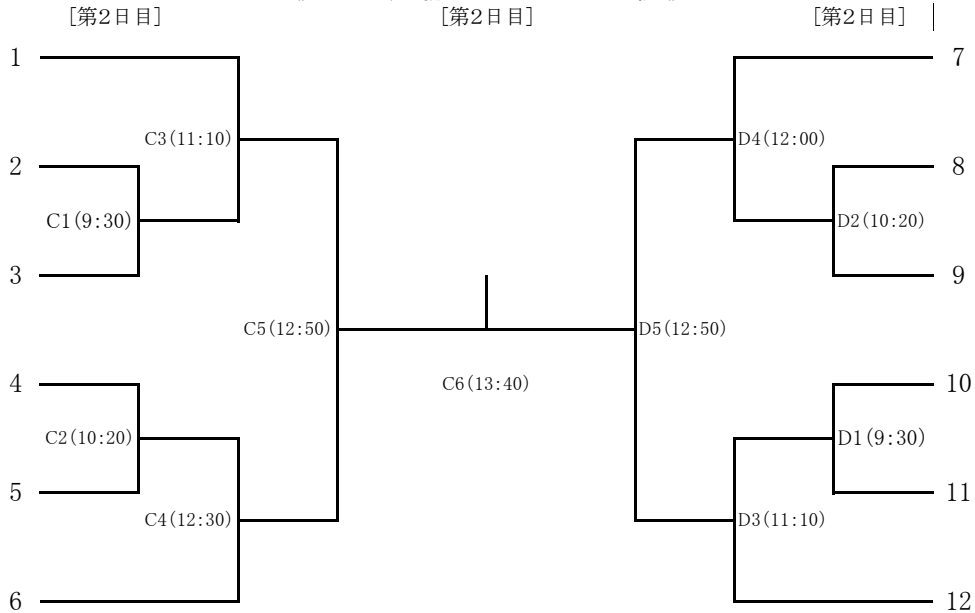 [第2日目] [第2日目] [第2日目]
1 7
C3(11:10) D4(12:00)
2 8
C1(9:30) D2(10:20)
3 9
C5(12:50) D5(12:50)
4 C6(13:40) 10
C2(10:20) D1(9:30)
5 11
C4(12:30) D3(11:10)
6 12